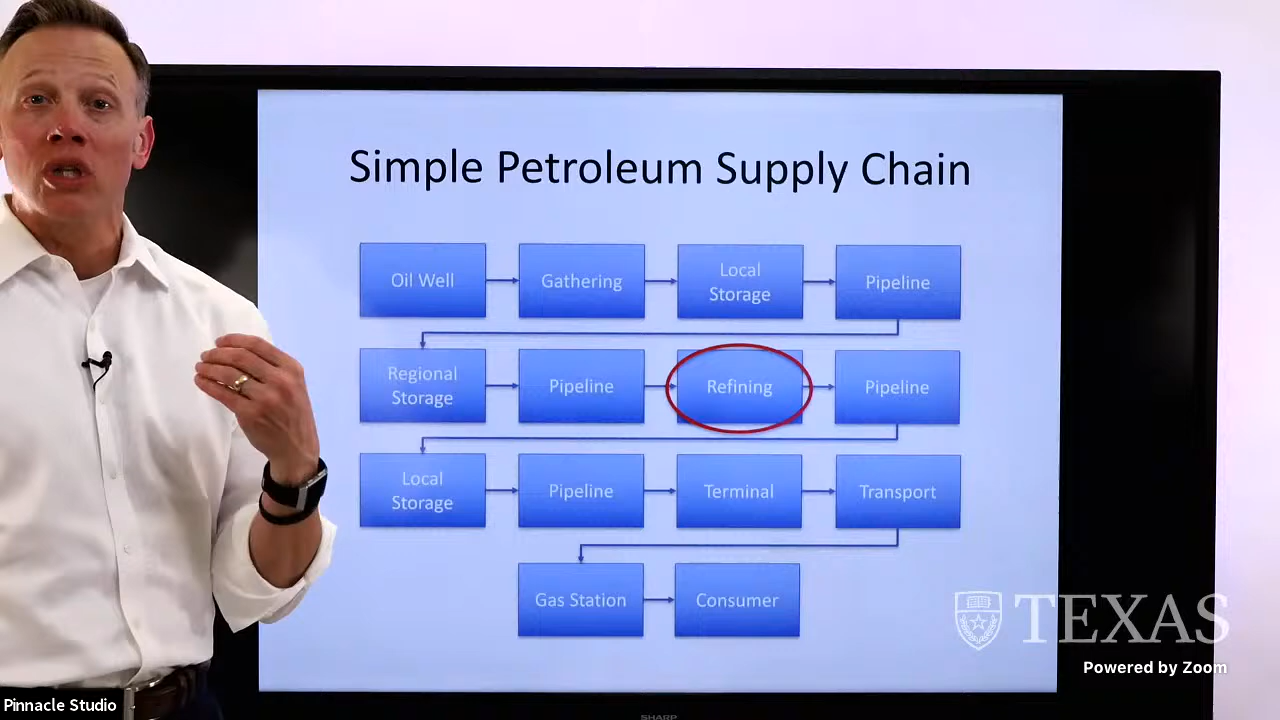 Simple Petroleum Supply Chain
Oil Well
Gathering
Local
Storage
Pipeline
Regional
Storage
Pipeline
Refining
Pipeline
Local
Storage
Pipeline
Terminal
Transport
Gas Station
Consumer
TEXAS
Powered by Zoom
Pinnacle Studio
SHARP